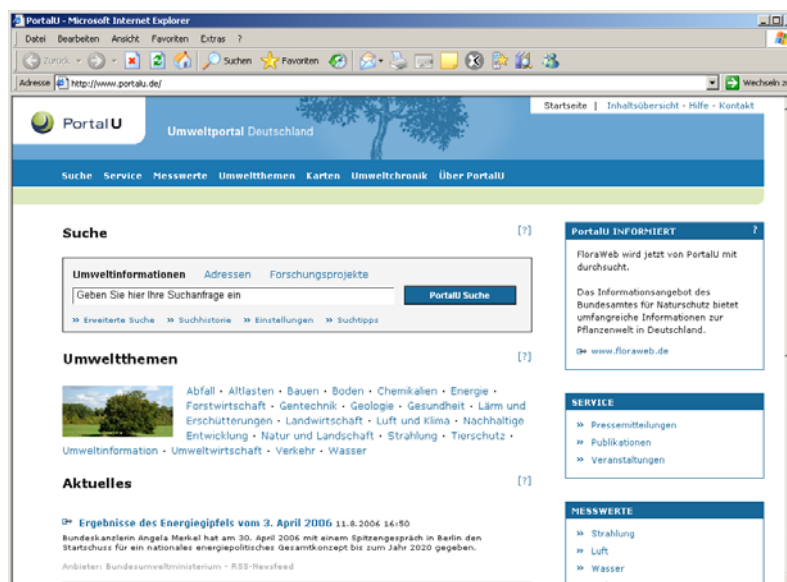 PortalU - Microsoft Internet Explorer
Datei Bearbeiten Ansicht Favoriten Extras ?
Zurück Suchen Favoriten
Adresse http://www.portalu.de/ Wechseln zu
Startseite | Inhaltsübersicht - Hilfe - Kontakt
PortalU
Umweltportal Deutschland
Suche Service Messwerte Umweltthemen Karten Umweltchronik Über PortalU
Suche [?]
Umweltinformationen Adressen Forschungsprojekte
Geben Sie hier Ihre Suchanfrage ein PortalU Suche
» Erweiterte Suche » Suchhistorie » Einstellungen » Suchtipps
Umweltthemen [?]
Abfall · Altlasten · Bauen · Boden · Chemikalien · Energie ·
Forstwirtschaft · Gentechnik · Geologie · Gesundheit · Lärm und
Erschütterungen · Landwirtschaft · Luft und Klima · Nachhaltige
Entwicklung · Natur und Landschaft · Strahlung · Tierschutz ·
Umweltinformation · Umweltwirtschaft · Verkehr · Wasser
Aktuelles [?]
Ergebnisse des Energiegipfels vom 3. April 2006 11.8.2006 16:50
Bundeskanzlerin Angela Merkel hat am 30. April 2006 mit einem Spitzengespräch in Berlin den
Startschuss für ein nationales energiepolitisches Gesamtkonzept bis zum Jahr 2020 gegeben.
Anbieter: Bundesumweltministerium - RSS-Newsfeed
PortalU INFORMIERT ?
FloraWeb wird jetzt von PortalU mit
durchsucht.
Das Informationsangebot des
Bundesamtes für Naturschutz bietet
umfangreiche Informationen zur
Pflanzenwelt in Deutschland.
www.floraweb.de
SERVICE
» Pressemitteilungen
» Publikationen
» Veranstaltungen
MESSWERTE
» Strahlung
» Luft
» Wasser